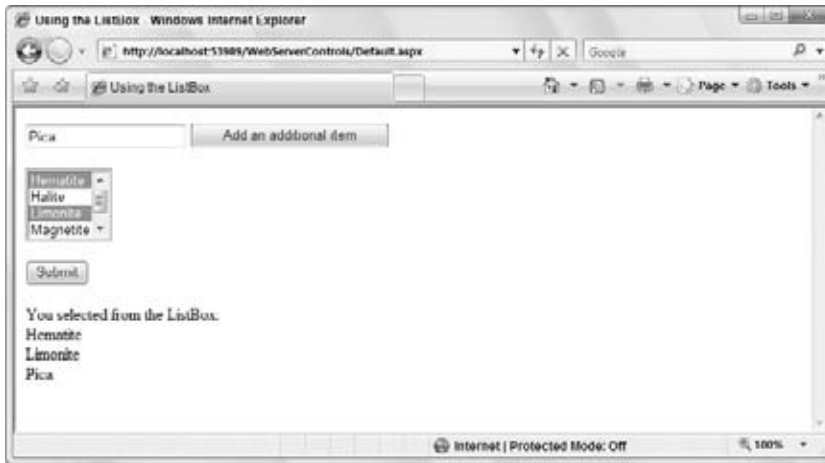 Using the ListBox - Windows Internet Explorer
http://localhost:53989/WebServerControls/Default.aspx
Google
Using the ListBox
Page
Tools
Pica
Add an additional item
Hematite
Halite
Limonite
Magnetite
Submit
You selected from the ListBox:
Hematite
Limonite
Pica
Internet | Protected Mode: Off
100%